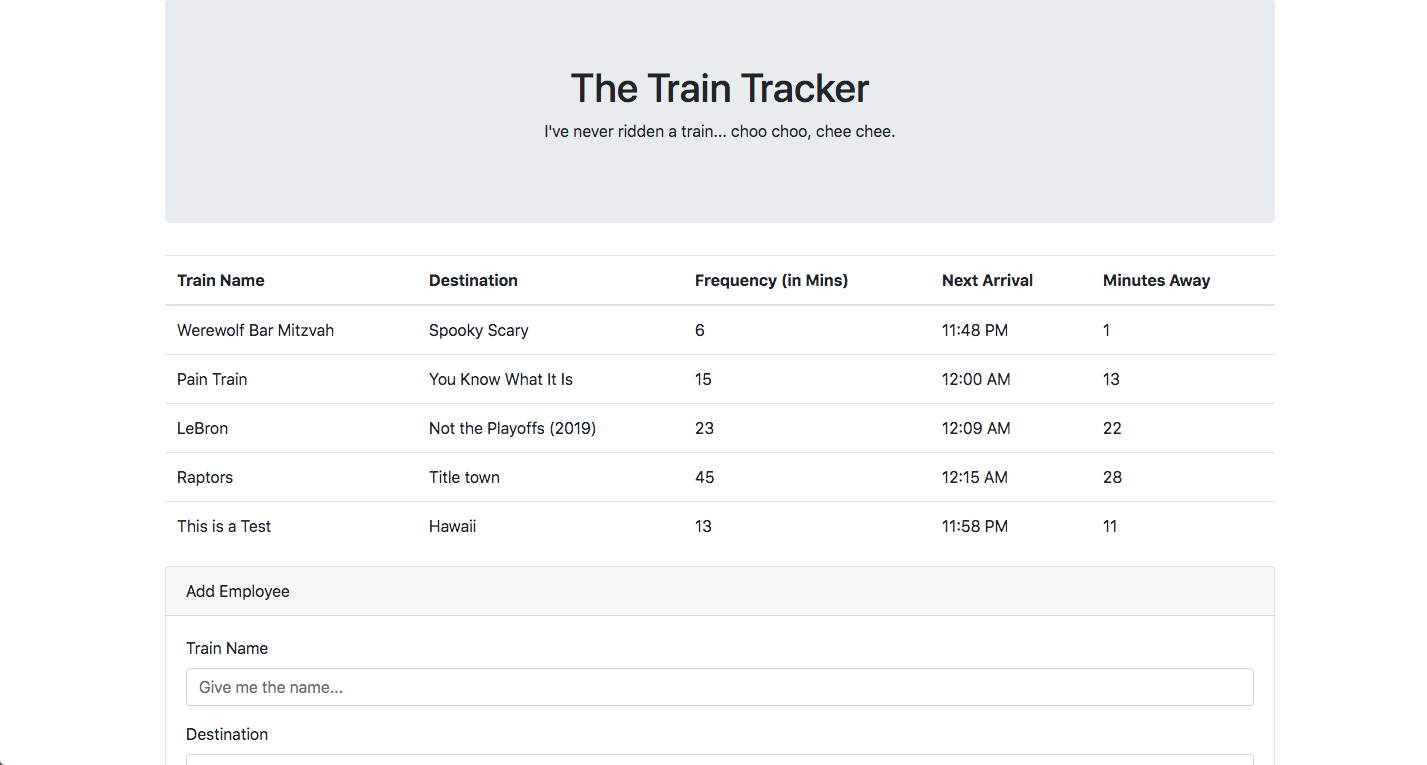 The Train Tracker
I've never ridden a train... choo choo, chee chee.
Train Name Destination Frequency (in Mins) Next Arrival Minutes Away
Werewolf Bar Mitzvah Spooky Scary 6 11:48 PM 1
Pain Train You Know What It Is 15 12:00 AM 13
LeBron Not the Playoffs (2019) 23 12:09 AM 22
Raptors Title town 45 12:15 AM 28
This is a Test Hawaii 13 11:58 PM 11
Add Employee
Train Name
Give me the name...
Destination